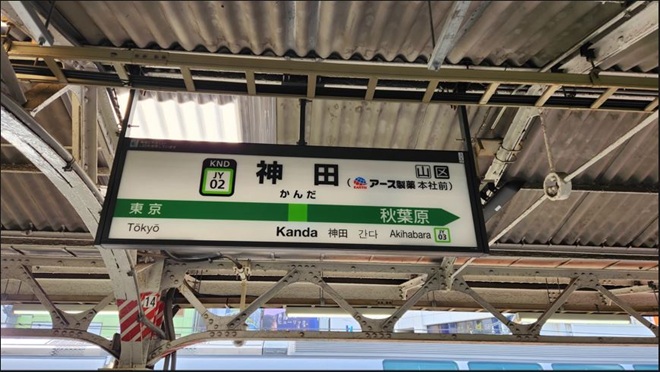 KND
JY
02
神田
かんだ
(EARTH アース製薬 本社前)
山区
東京
秋葉原
Tōkyō
Kanda
神田
간다
Akihabara
JY
03
14